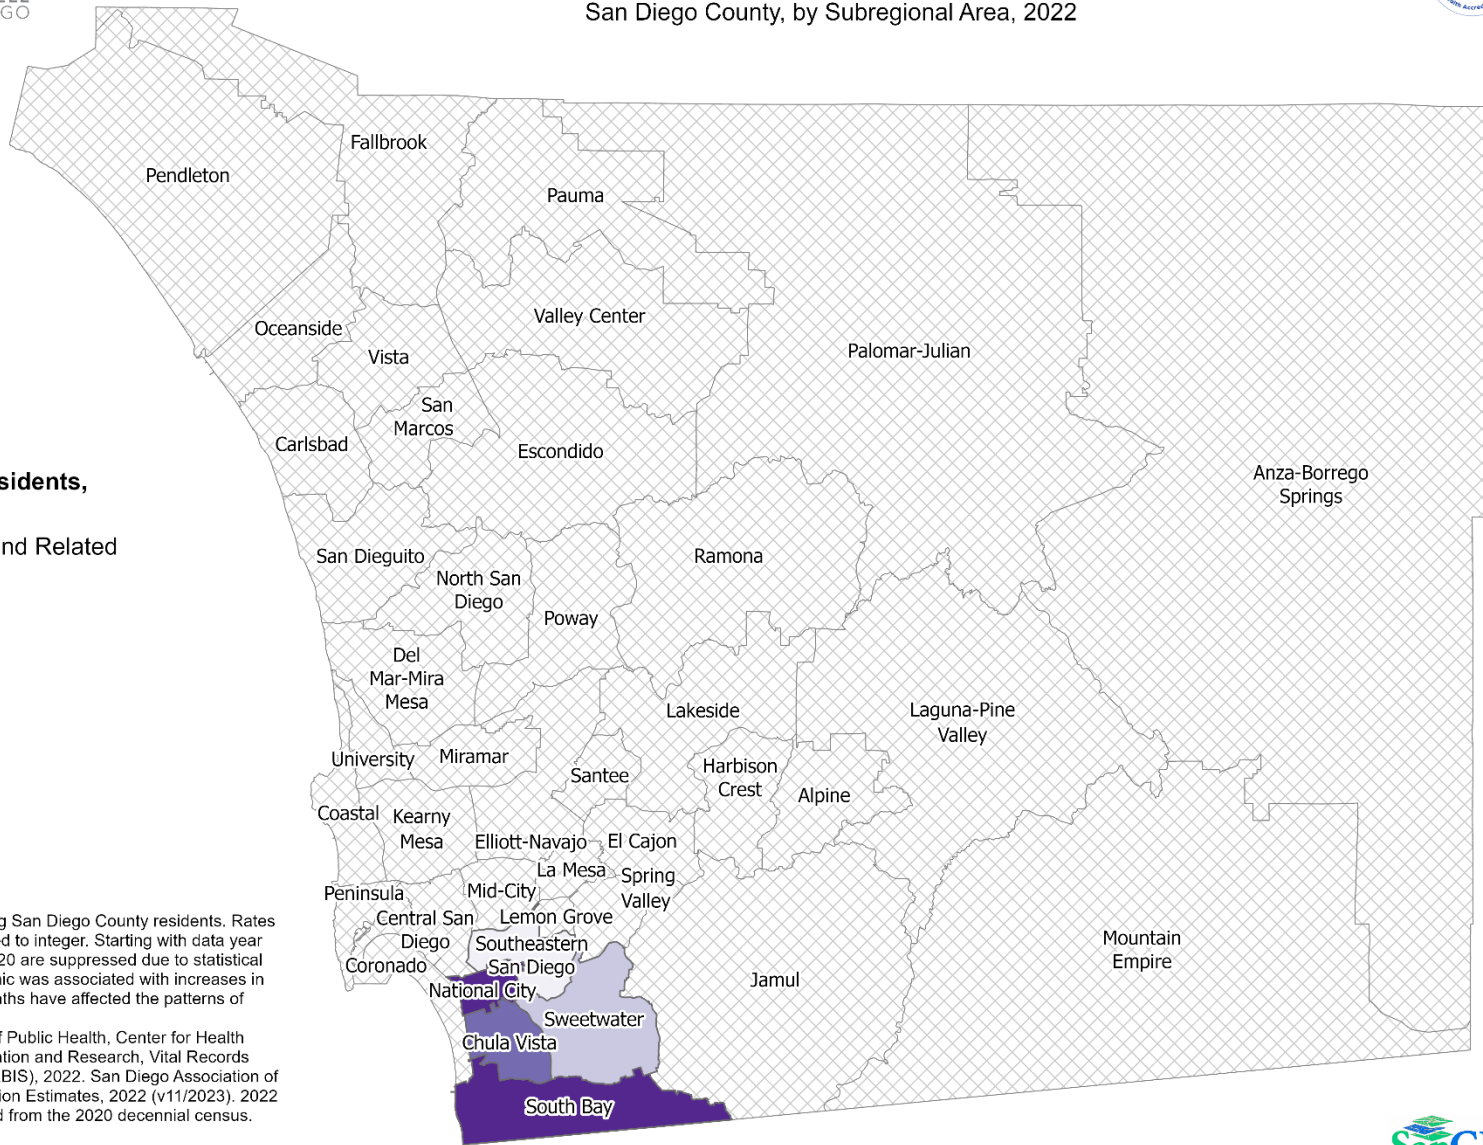 GO
San Diego County, by Subregional Area, 2022
Fallbrook
Pendleton
Pauma
Valley Center
Oceanside
Vista
Palomar-Julian
San
Marcos
Carlsbad
Escondido
Anza-Borrego
Springs
sidents,
nd Related
San Dieguito
Ramona
North San
Diego
Poway
Del
Mar-Mira
Mesa
Lakeside
Laguna-Pine
Valley
University
Miramar
Santee
Harbison
Crest
Alpine
Coastal
Kearny
Mesa
Elliott-Navajo
El Cajon
La Mesa
Spring
Valley
Peninsula
Mid-City
Central San
Diego
Lemon Grove
Southeastern
San Diego
Coronado
National City
Jamul
Mountain
Empire
Sweetwater
Chula Vista
South Bay
g San Diego County residents. Rates
d to integer. Starting with data year
20 are suppressed due to statistical
ic was associated with increases in
aths have affected the patterns of
f Public Health, Center for Health
ation and Research, Vital Records
BIS), 2022. San Diego Association of
ion Estimates, 2022 (v11/2023). 2022
d from the 2020 decennial census.